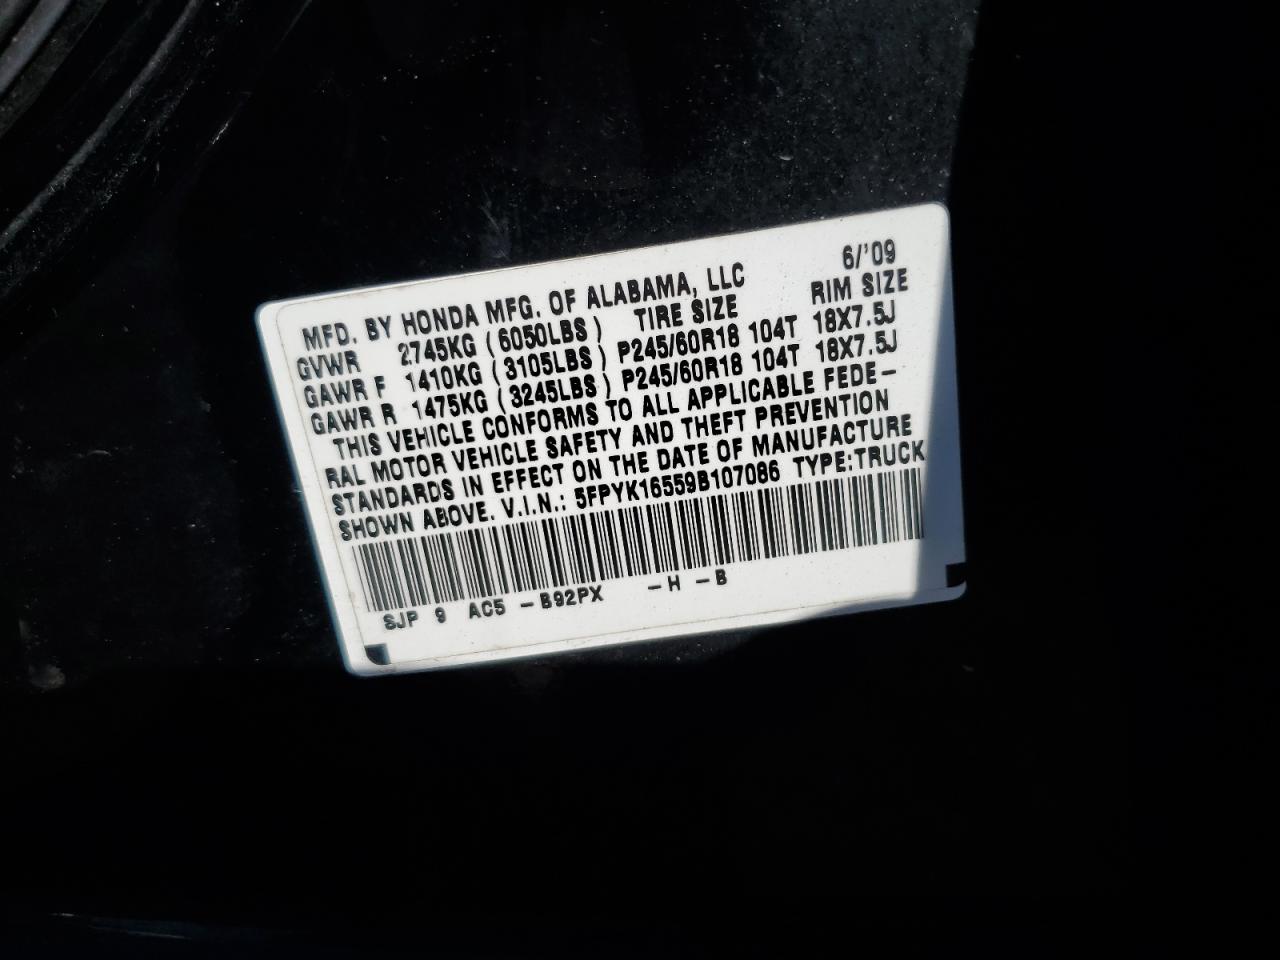 MFD. BY HONDA MFG. OF ALABAMA, LLC 6/'09
GVWR 2745KG (6050LBS) TIRE SIZE RIM SIZE
GAWR F 1410KG (3105LBS) P245/60R18 104T 18X7.5J
GAWR R 1475KG (3245LBS) P245/60R18 104T 18X7.5J
THIS VEHICLE CONFORMS TO ALL APPLICABLE FEDE-
RAL MOTOR VEHICLE SAFETY AND THEFT PREVENTION
STANDARDS IN EFFECT ON THE DATE OF MANUFACTURE
SHOWN ABOVE. V.I.N.: 5FPYK16559B107086 TYPE:TRUCK
SJP 9 AC5 -B92PX -H -B